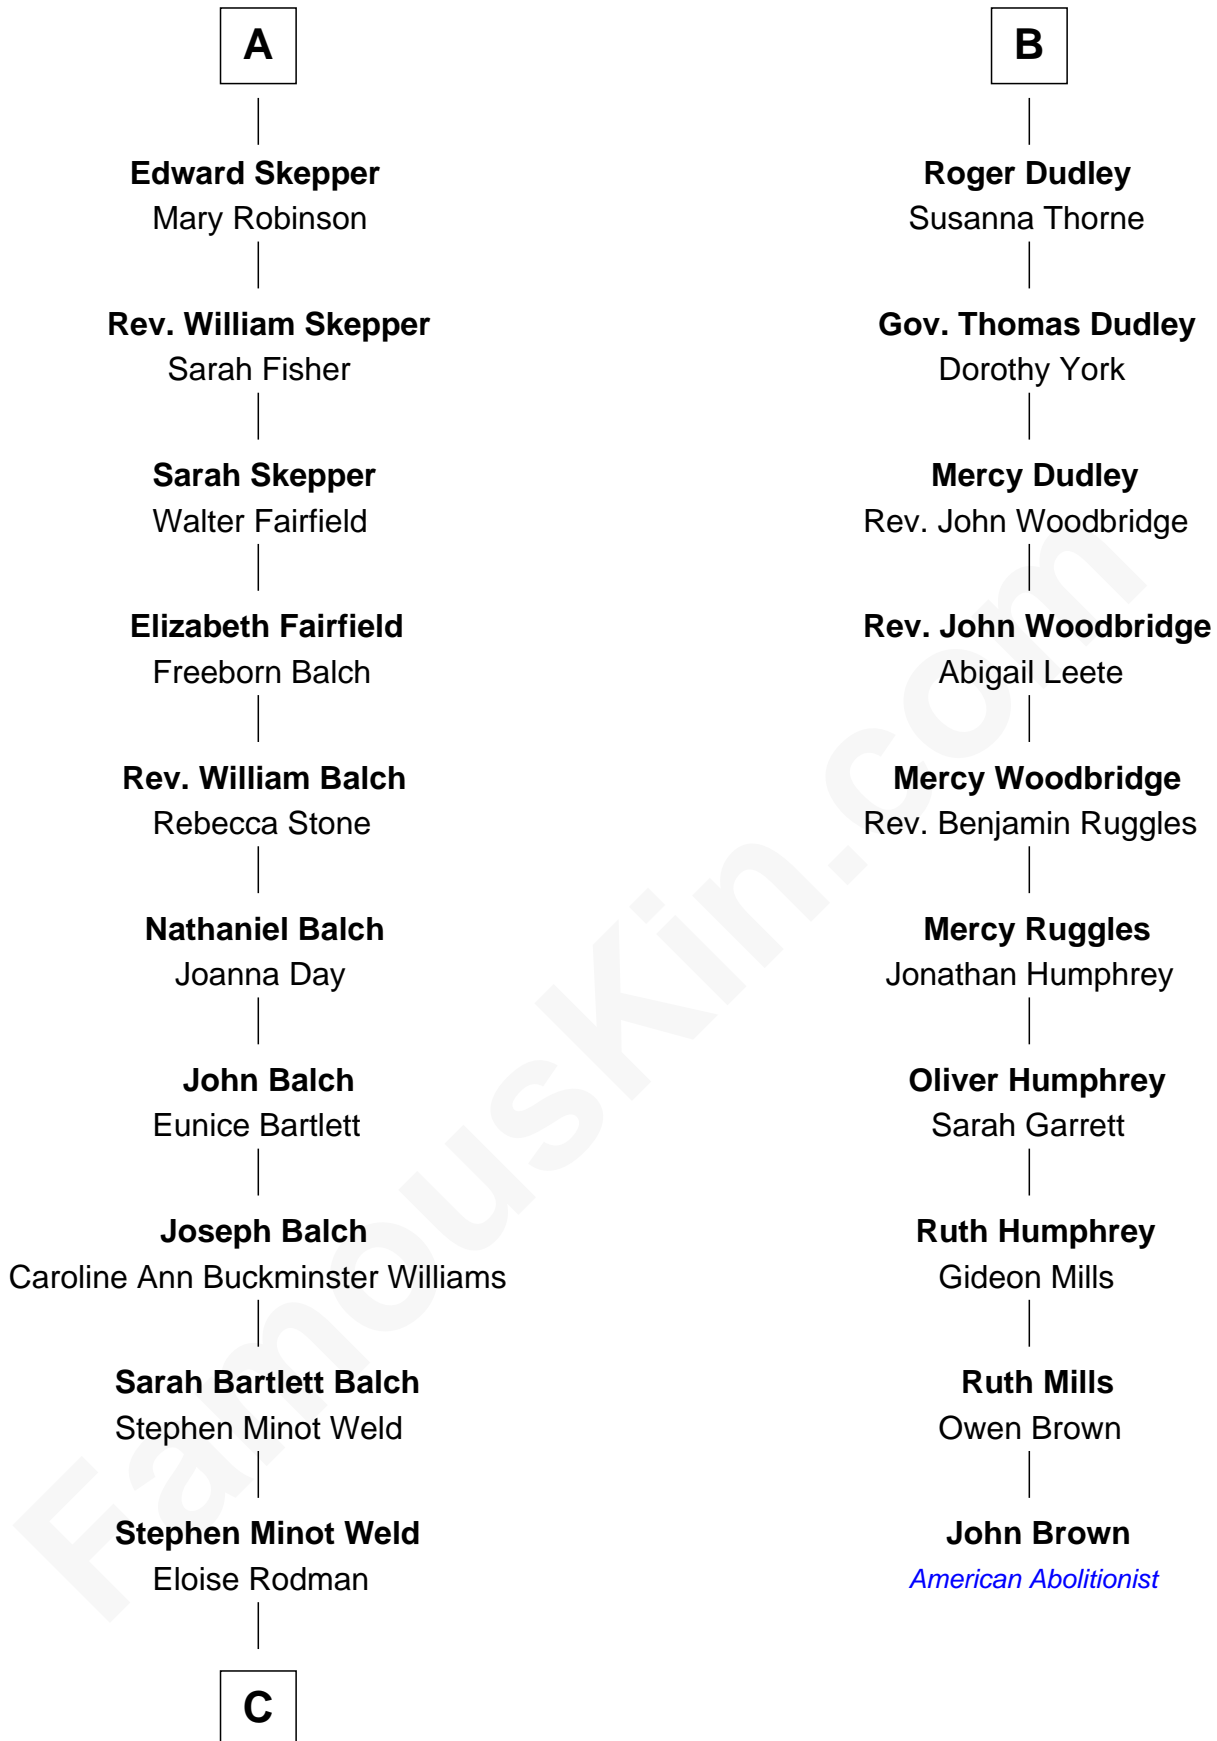 A
Edward Skepper
Mary Robinson
Rev. William Skepper
Sarah Fisher
Sarah Skepper
Walter Fairfield
Elizabeth Fairfield
Freeborn Balch
Rev. William Balch
Rebecca Stone
Nathaniel Balch
Joanna Day
John Balch
Eunice Bartlett
Joseph Balch
Caroline Ann Buckminster Williams
Sarah Bartlett Balch
Stephen Minot Weld
Stephen Minot Weld
Eloise Rodman
C
B
Roger Dudley
Susanna Thorne
Gov. Thomas Dudley
Dorothy York
Mercy Dudley
Rev. John Woodbridge
Rev. John Woodbridge
Abigail Leete
Mercy Woodbridge
Rev. Benjamin Ruggles
Mercy Ruggles
Jonathan Humphrey
Oliver Humphrey
Sarah Garrett
Ruth Humphrey
Gideon Mills
Ruth Mills
Owen Brown
John Brown
American Abolitionist
FamousKin.com